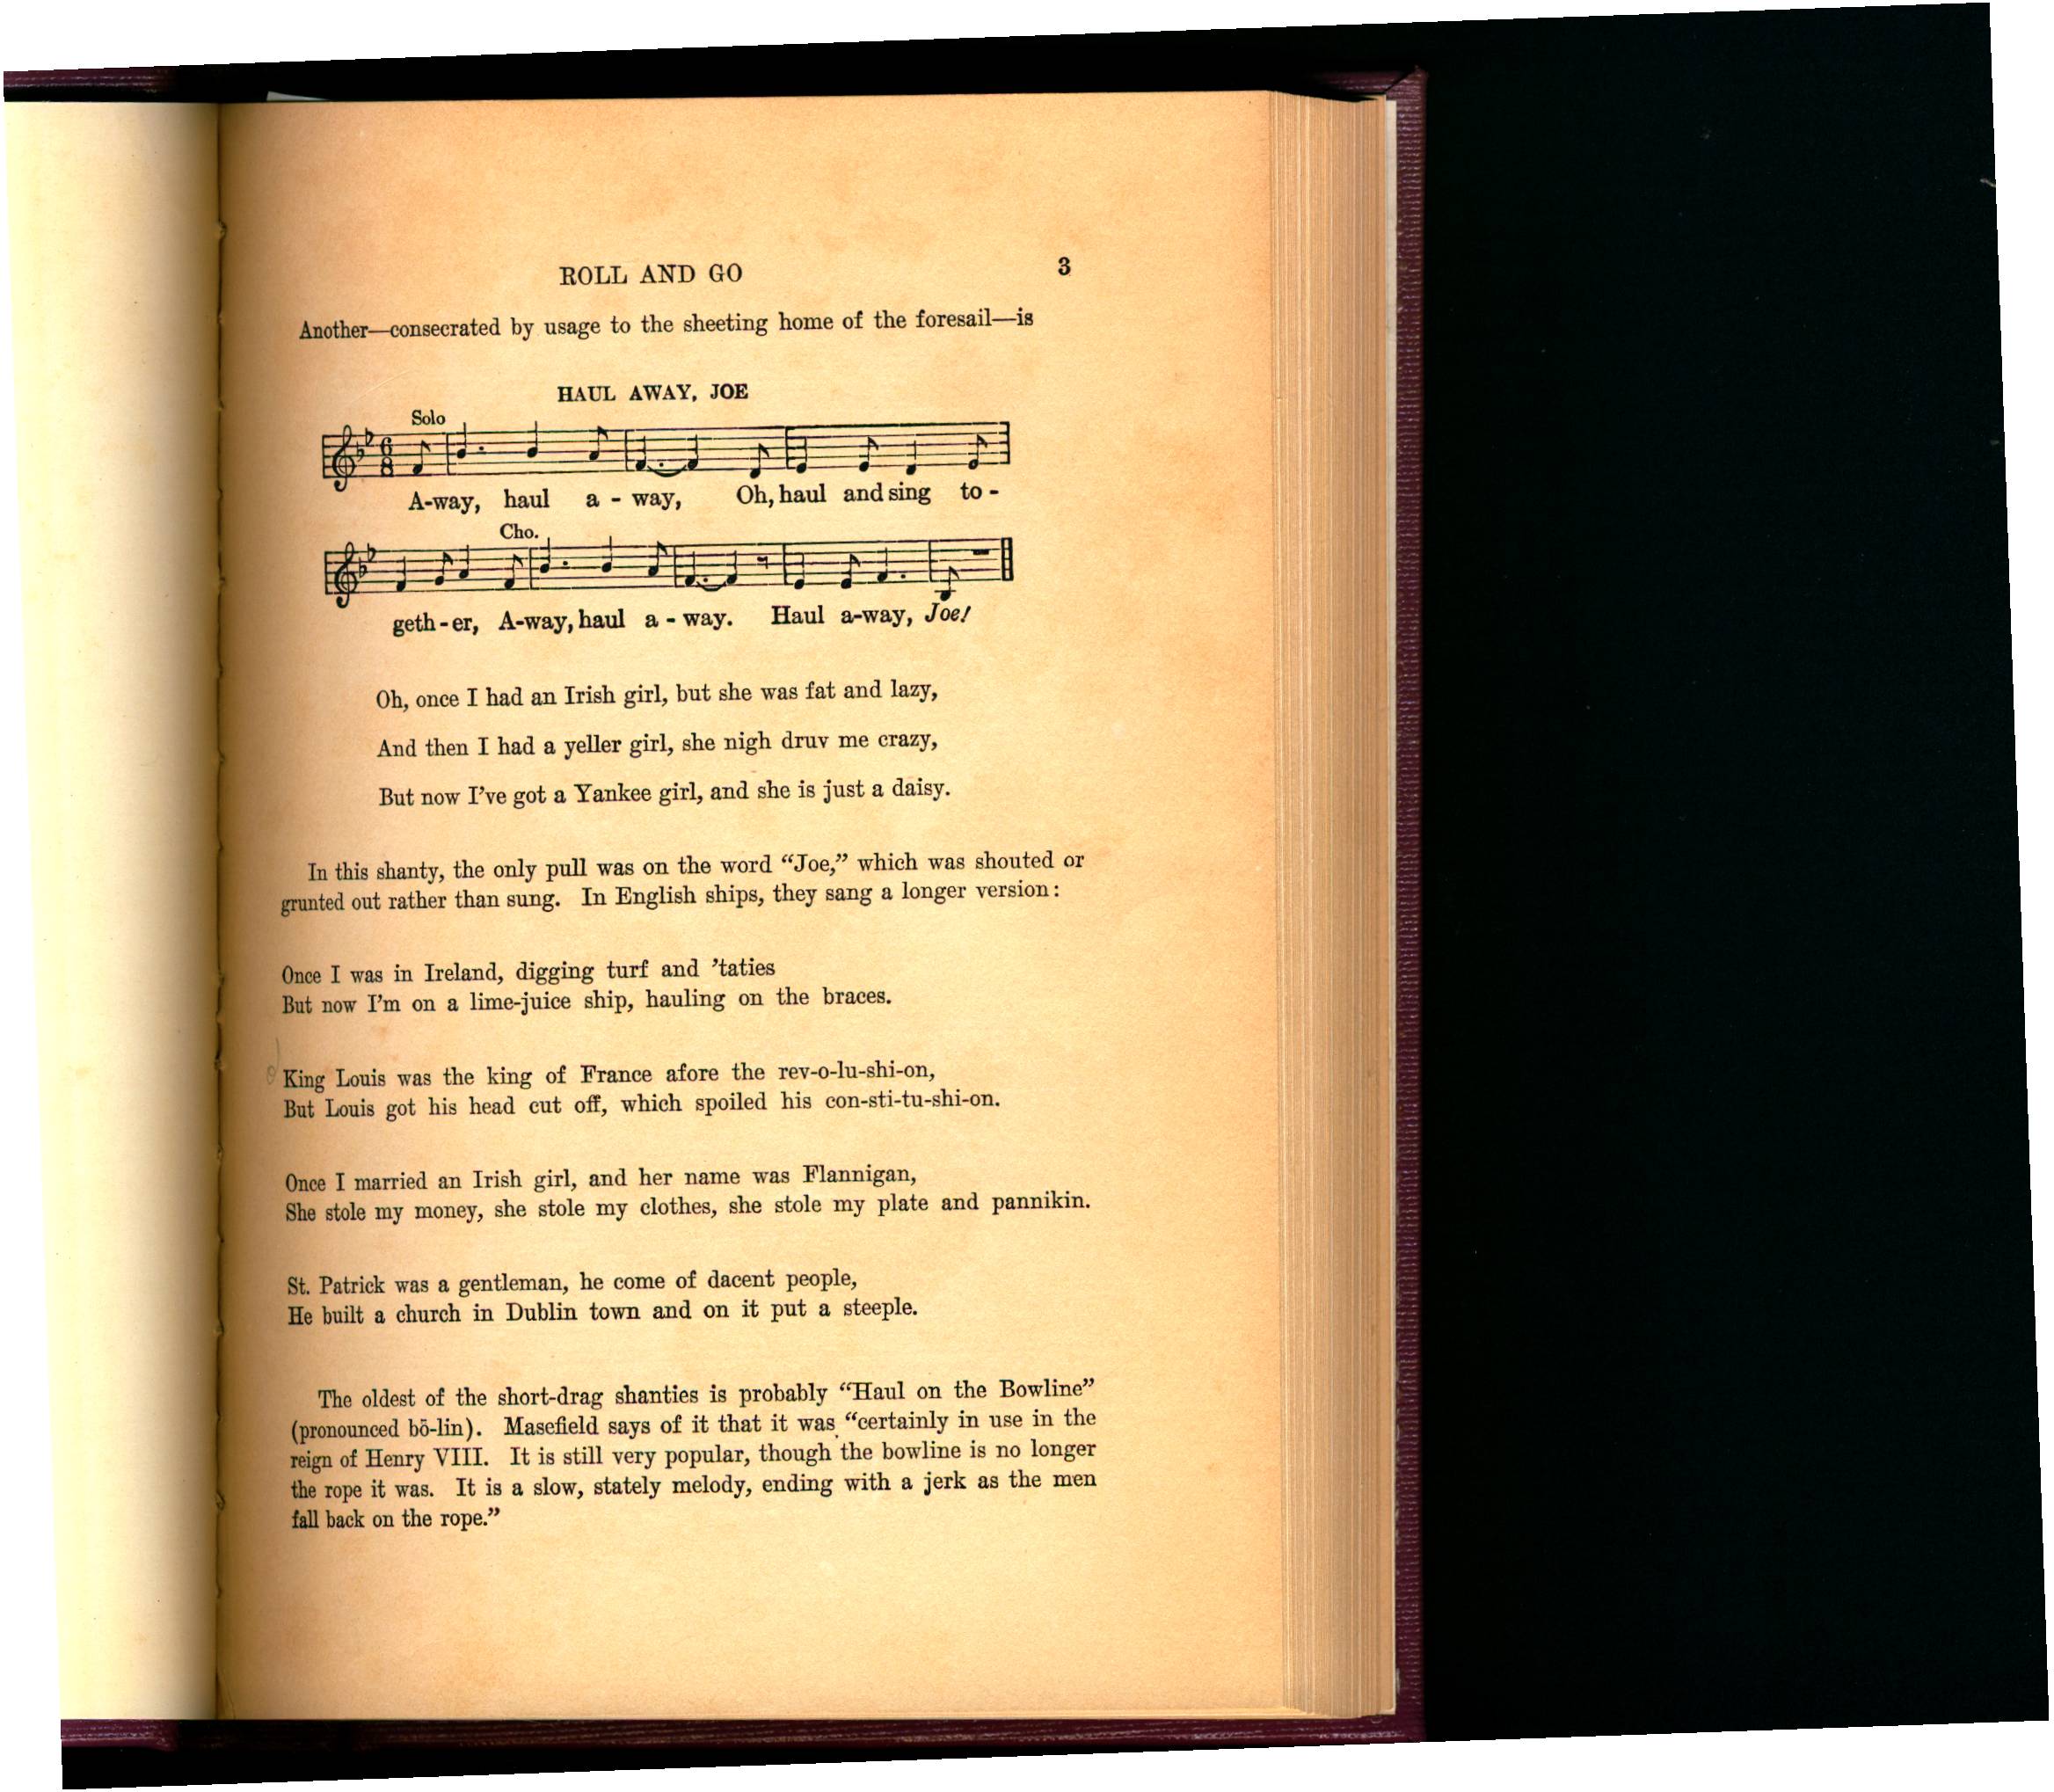 ROLL AND GO 3
Another—consecrated by usage to the sheeting home of the foresail—is
HAUL AWAY, JOE
Solo
6
8
A-way, haul a - way, Oh, haul and sing to -
Cho.
geth - er, A-way, haul a - way. Haul a-way, Joe!
Oh, once I had an Irish girl, but she was fat and lazy,
And then I had a yeller girl, she nigh druv me crazy,
But now I've got a Yankee girl, and she is just a daisy.
In this shanty, the only pull was on the word “Joe,” which was shouted or
grunted out rather than sung. In English ships, they sang a longer version:
Once I was in Ireland, digging turf and ’taties
But now I'm on a lime-juice ship, hauling on the braces.
King Louis was the king of France afore the rev-o-lu-shi-on,
But Louis got his head cut off, which spoiled his con-sti-tu-shi-on.
Once I married an Irish girl, and her name was Flannigan,
She stole my money, she stole my clothes, she stole my plate and pannikin.
St. Patrick was a gentleman, he come of dacent people,
He built a church in Dublin town and on it put a steeple.
The oldest of the short-drag shanties is probably “Haul on the Bowline”
(pronounced bō-lin). Masefield says of it that it was “certainly in use in the
reign of Henry VIII. It is still very popular, though the bowline is no longer
the rope it was. It is a slow, stately melody, ending with a jerk as the men
fall back on the rope.”